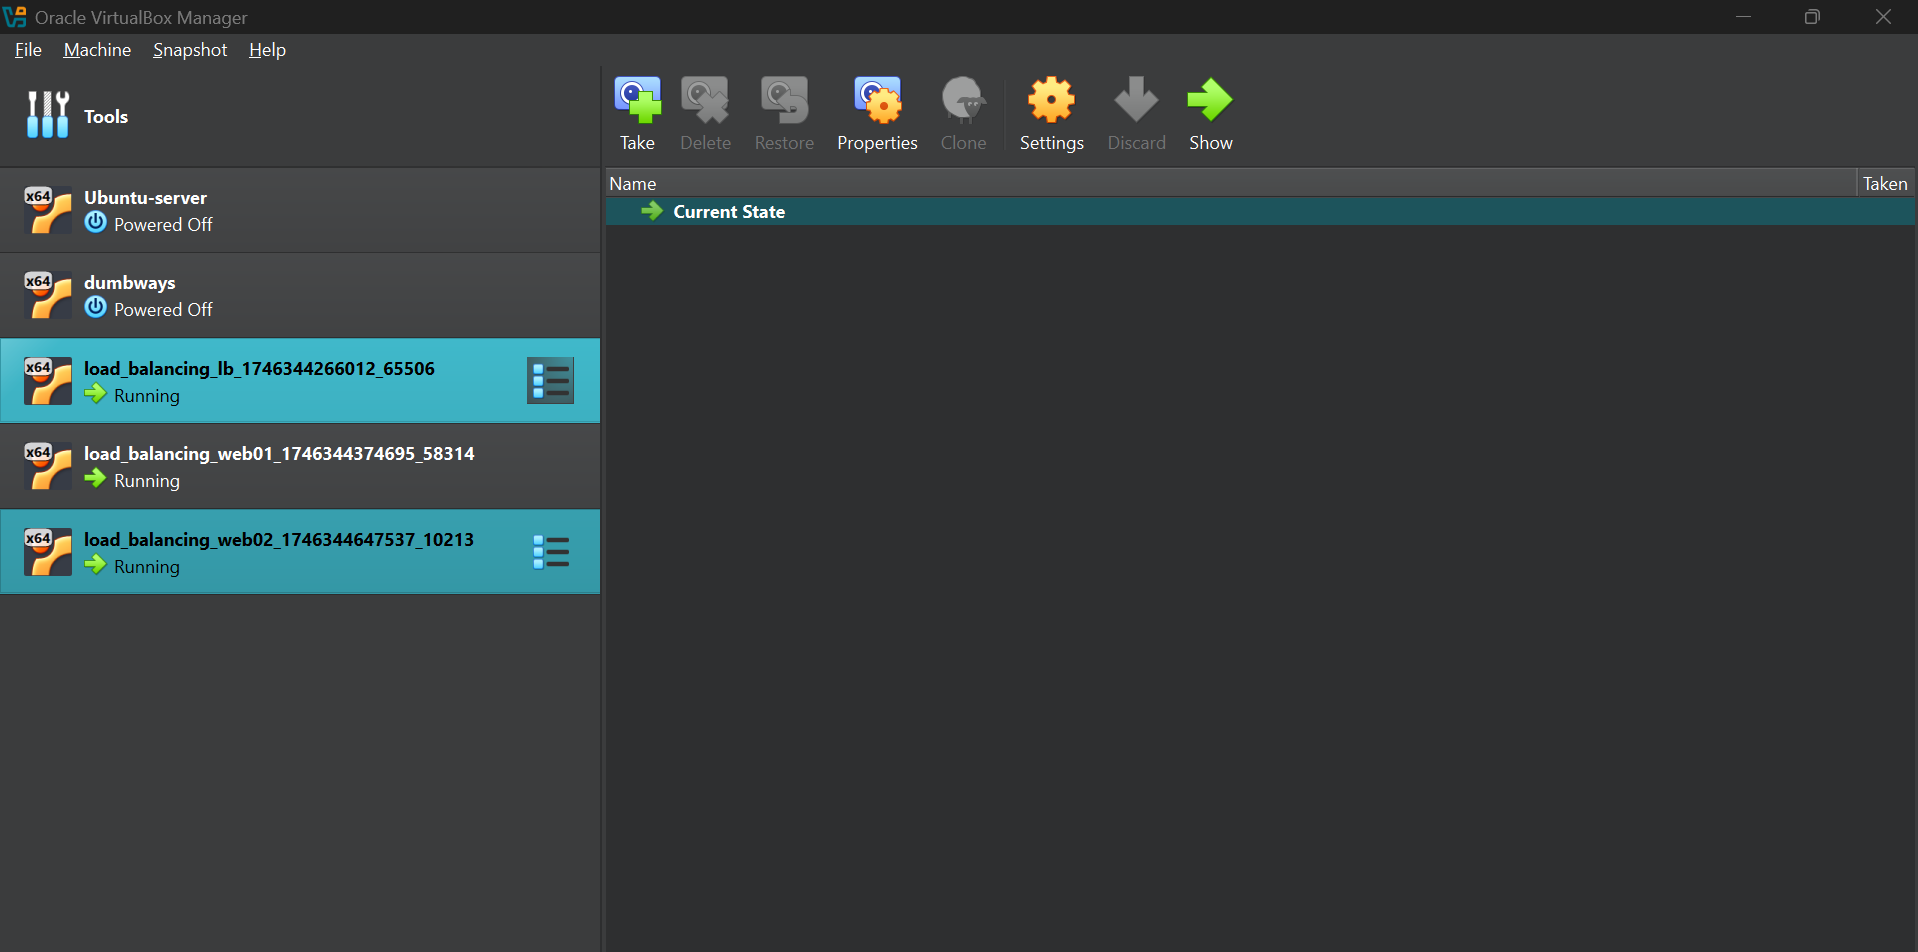 Oracle VirtualBox Manager
File Machine Snapshot Help
Tools
Take Delete Restore Properties Clone Settings Discard Show
Name Taken
Current State
x64 Ubuntu-server
Powered Off
x64 dumbways
Powered Off
x64 load_balancing_lb_1746344266012_65506
Running
x64 load_balancing_web01_1746344374695_58314
Running
x64 load_balancing_web02_1746344647537_10213
Running